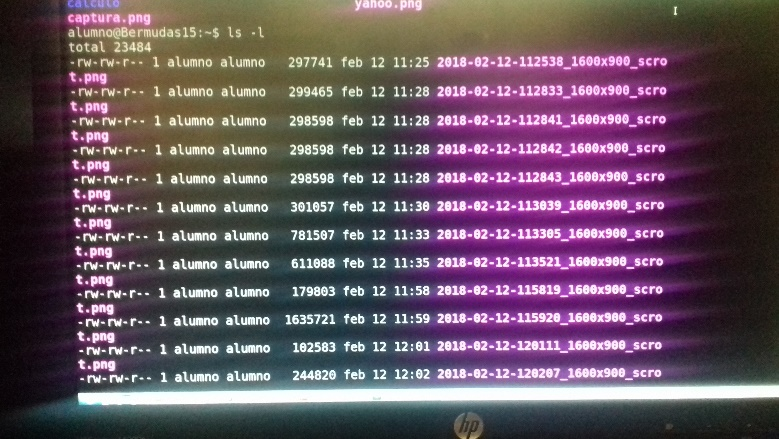 calculo yahoo.png
captura.png
alumno@Bermudas15:~$ ls -l
total 23484
-rw-rw-r-- 1 alumno alumno 297741 feb 12 11:25 2018-02-12-112538_1600x900_scro
t.png
-rw-rw-r-- 1 alumno alumno 299465 feb 12 11:28 2018-02-12-112833_1600x900_scro
t.png
-rw-rw-r-- 1 alumno alumno 298598 feb 12 11:28 2018-02-12-112841_1600x900_scro
t.png
-rw-rw-r-- 1 alumno alumno 298598 feb 12 11:28 2018-02-12-112842_1600x900_scro
t.png
-rw-rw-r-- 1 alumno alumno 298598 feb 12 11:28 2018-02-12-112843_1600x900_scro
t.png
-rw-rw-r-- 1 alumno alumno 301057 feb 12 11:30 2018-02-12-113039_1600x900_scro
t.png
-rw-rw-r-- 1 alumno alumno 781507 feb 12 11:33 2018-02-12-113305_1600x900_scro
t.png
-rw-rw-r-- 1 alumno alumno 611088 feb 12 11:35 2018-02-12-113521_1600x900_scro
t.png
-rw-rw-r-- 1 alumno alumno 179803 feb 12 11:58 2018-02-12-115819_1600x900_scro
t.png
-rw-rw-r-- 1 alumno alumno 1635721 feb 12 11:59 2018-02-12-115920_1600x900_scro
t.png
-rw-rw-r-- 1 alumno alumno 102583 feb 12 12:01 2018-02-12-120111_1600x900_scro
t.png
-rw-rw-r-- 1 alumno alumno 244820 feb 12 12:02 2018-02-12-120207_1600x900_scro
hp